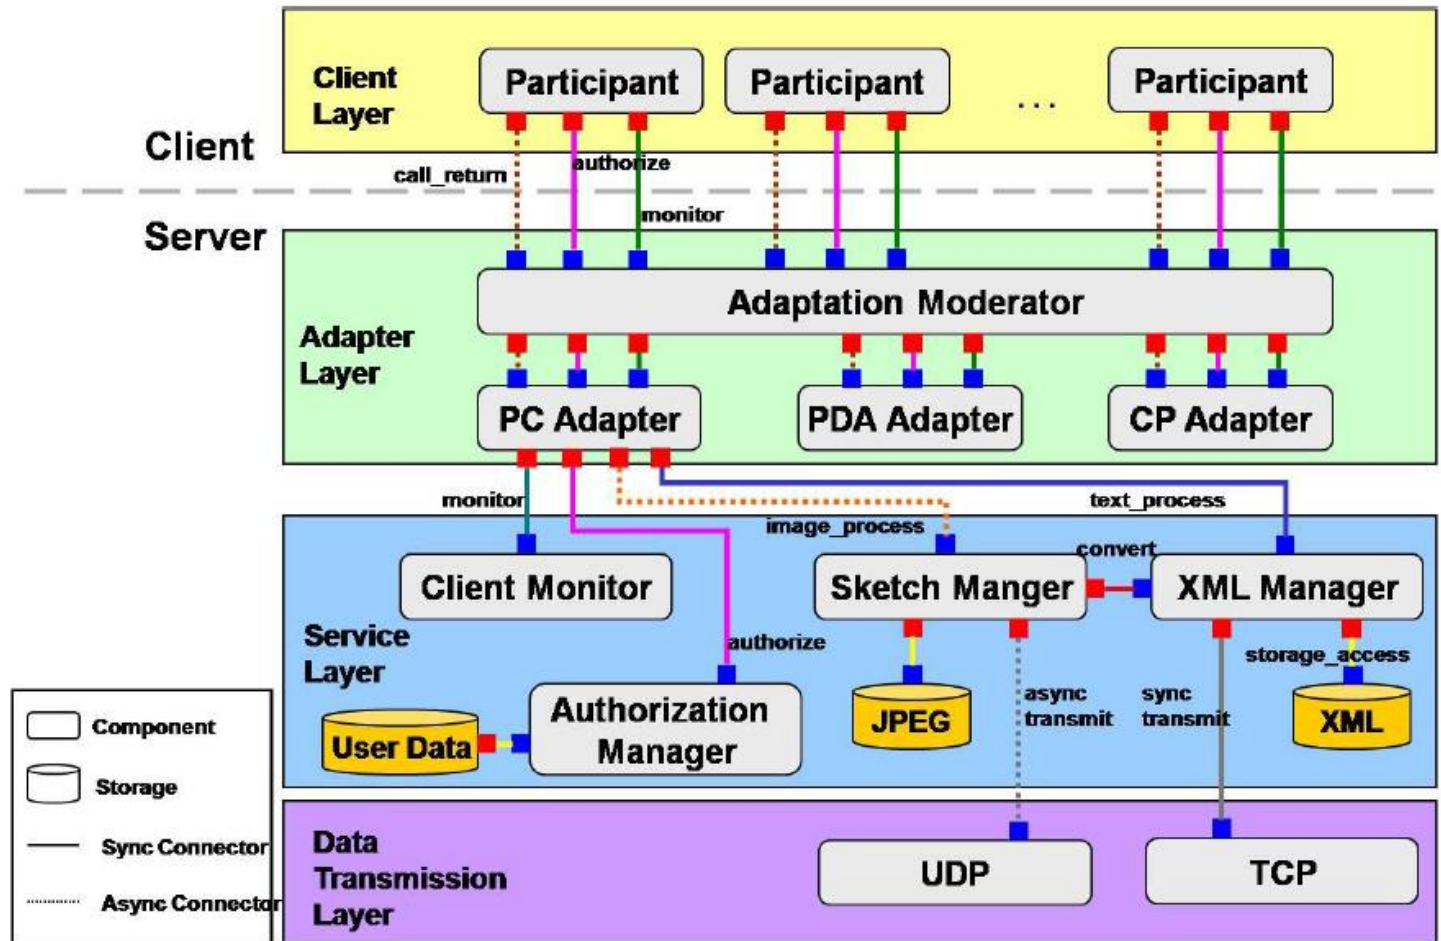 Client
Layer
Participant
Participant
. . .
Participant
Client
call_return
authorize
monitor
Server
Adaptation Moderator
Adapter
Layer
PC Adapter
PDA Adapter
CP Adapter
monitor
image_process
text_process
convert
Client Monitor
Sketch Manger
XML Manager
Service
Layer
authorize
storage_access
async
transmit
sync
transmit
User Data
Authorization
Manager
JPEG
XML
Component
Storage
Sync Connector
Async Connector
Data
Transmission
Layer
UDP
TCP